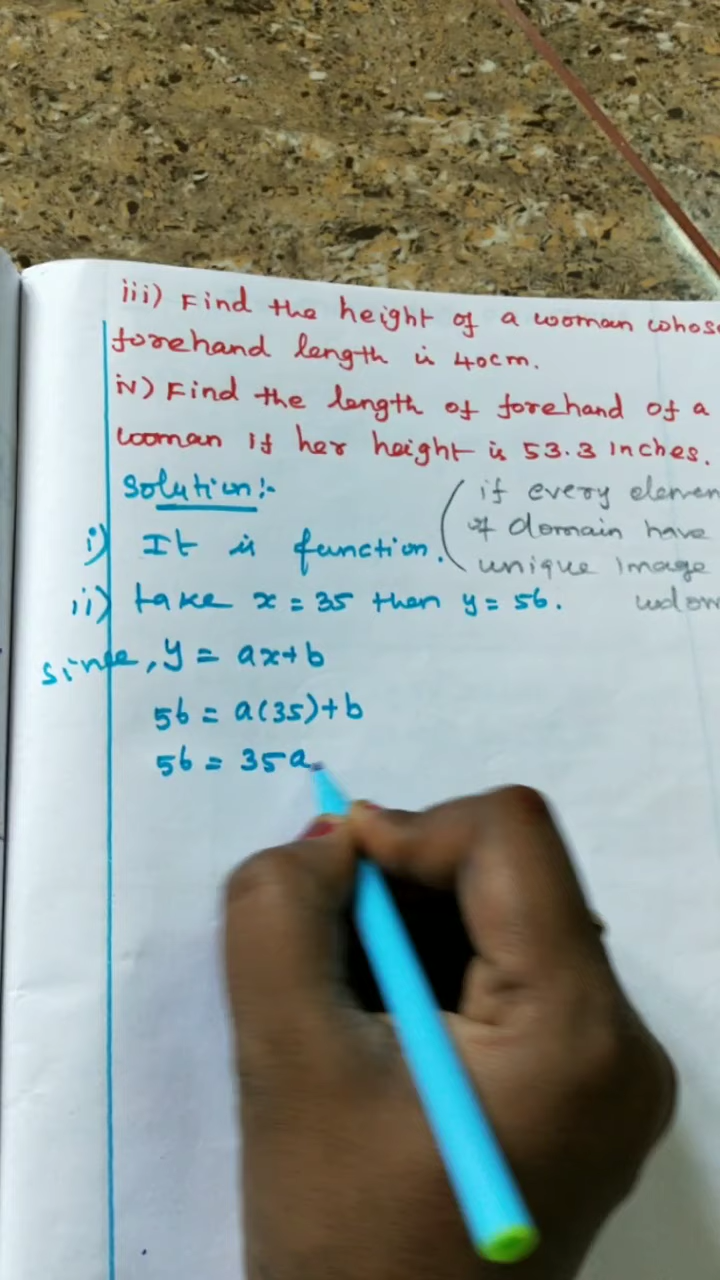 iii) Find the height of a woman whose
forehand length is 40cm.
iv) Find the length of forehand of a
woman if her height is 53.3 inches.
Solution:-
(if every elemen
i) It is function. of domain have
unique image
ii) take x = 35 then y = 56.
since, y = ax+b
56 = a(35)+b
56 = 35a